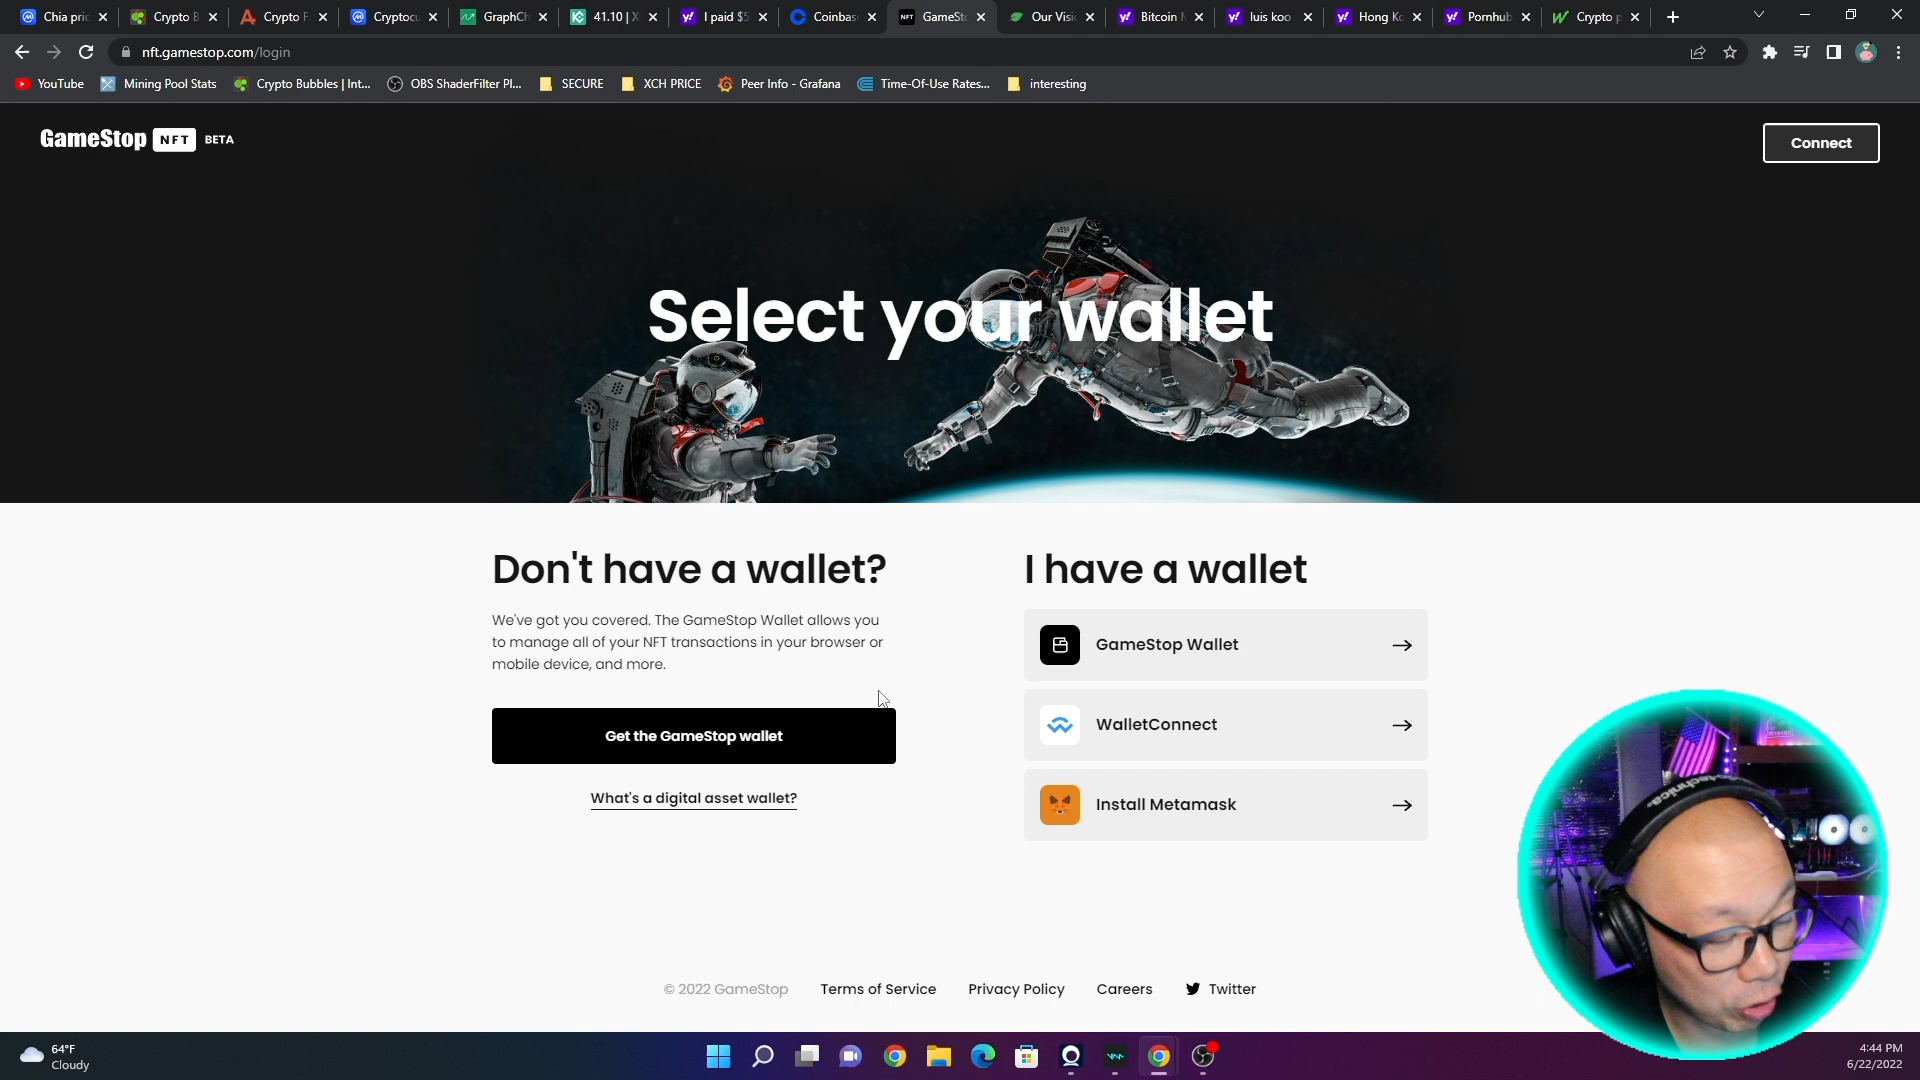 Chia pric
Crypto B
Crypto F
Cryptocu
GraphCh
41.10 | X
I paid $5
Coinbas
GameSto
Our Visi
Bitcoin M
luis koo
Hong Ko
Pornhub
Crypto p
nft.gamestop.com/login
YouTube
Mining Pool Stats
Crypto Bubbles | Int...
OBS ShaderFilter Pl...
SECURE
XCH PRICE
Peer Info - Grafana
Time-Of-Use Rates...
interesting
GameStop NFT BETA
Connect
Select your wallet
Don't have a wallet?
We've got you covered. The GameStop Wallet allows you
to manage all of your NFT transactions in your browser or
mobile device, and more.
Get the GameStop wallet
What's a digital asset wallet?
I have a wallet
GameStop Wallet
WalletConnect
Install Metamask
© 2022 GameStop
Terms of Service
Privacy Policy
Careers
Twitter
64°F
Cloudy
4:44 PM
6/22/2022